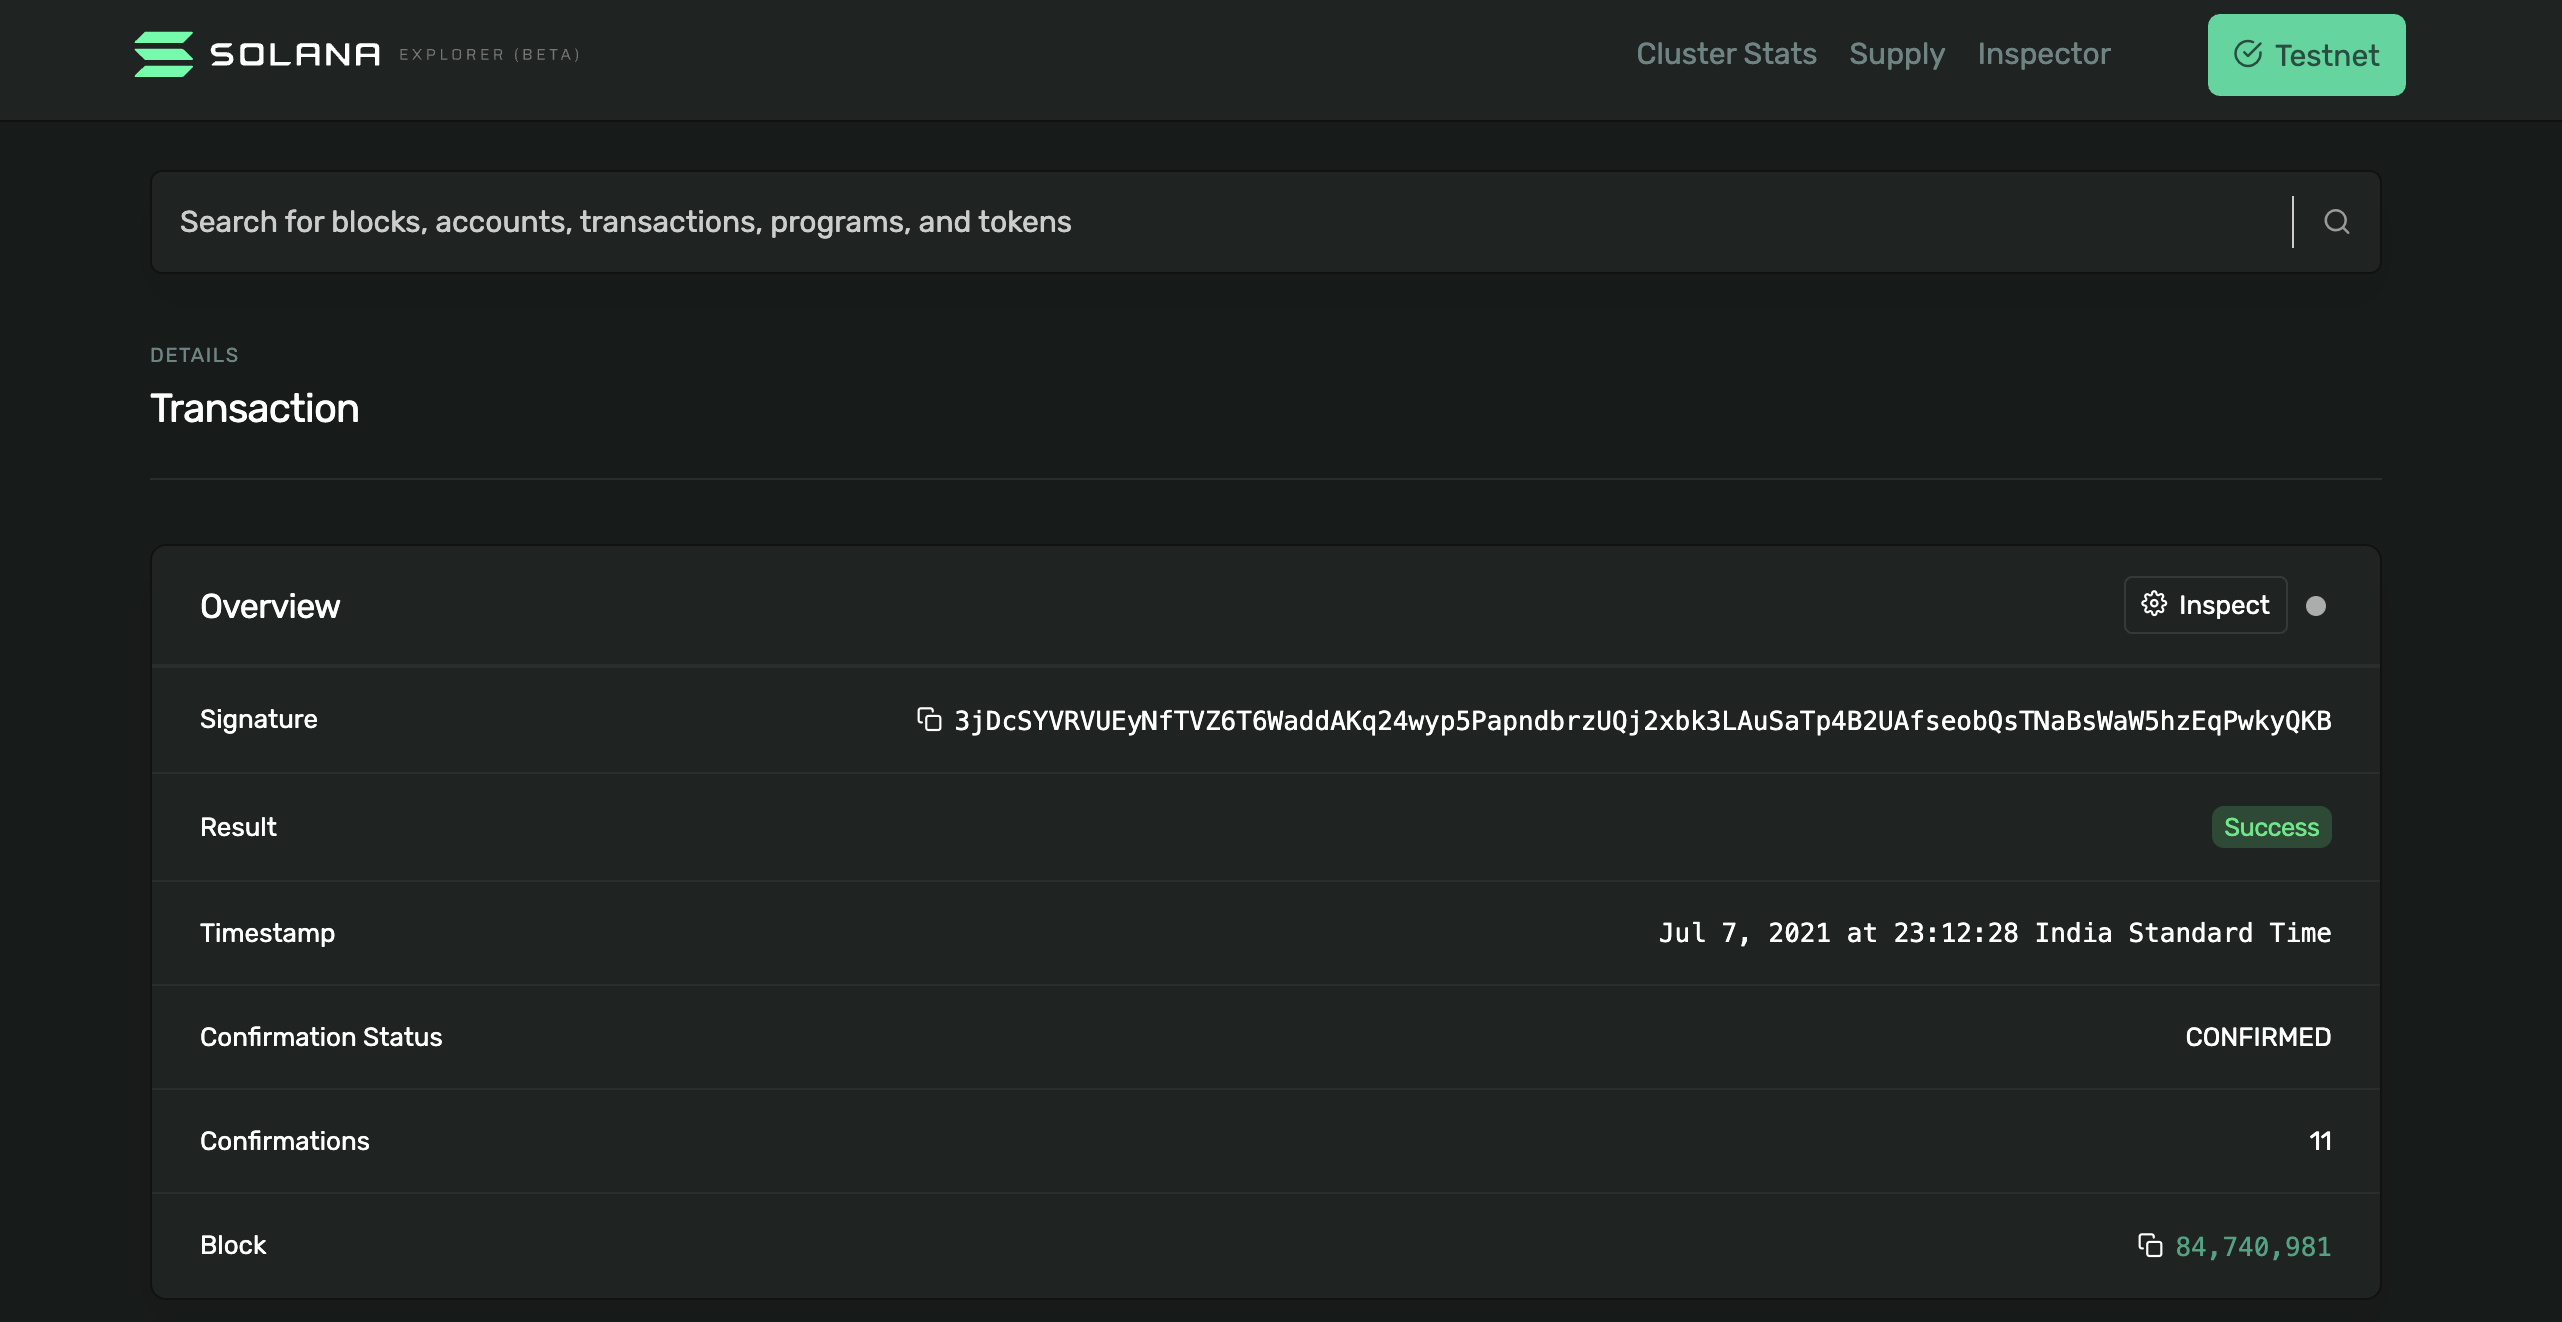 SOLANA EXPLORER (BETA)
Cluster Stats Supply Inspector Testnet
Search for blocks, accounts, transactions, programs, and tokens
DETAILS
Transaction
Overview Inspect
Signature 3jDcSYVRVUEyNfTVZ6T6WaddAKq24wyp5PapndbrzUQj2xbk3LAuSaTp4B2UAfseobQsTNaBsWaW5hzEqPwkyQKB
Result Success
Timestamp Jul 7, 2021 at 23:12:28 India Standard Time
Confirmation Status CONFIRMED
Confirmations 11
Block 84,740,981